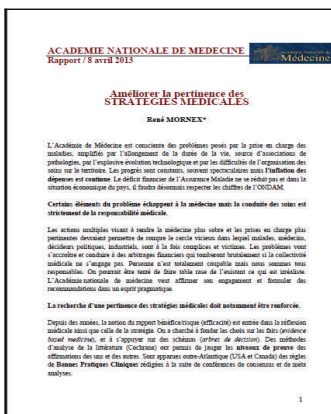 ACADEMIE NATIONALE DE MEDECINE
Rapport / 8 avril 2013
Médecine
Améliorer la pertinence des
STRATEGIES MEDICALES
René MORNEX*
L'Académie de Médecine est consciente des problèmes posés par la prise en charge des
maladies, amplifiés par l'allongement de la durée de la vie, source d'associations de
pathologies, par l'explosive évolution technologique et par les difficultés de l'organisation des
soins sur le territoire. Les progrès sont constants, souvent spectaculaires mais l'inflation des
dépenses est continue. Le déficit financier de l'Assurance Maladie ne se réduit pas et dans la
situation économique du pays, il faudra désormais respecter les chiffres de l'ONDAM.
Certains éléments du problème échappent à la médecine mais la conduite des soins est
strictement de la responsabilité médicale.
Les actions multiples visant à rendre la médecine plus sobre et les prises en charge plus
pertinentes devraient permettre de rompre le cercle vicieux dans lequel malades, médecins,
décideurs politiques, industriels, sont à la fois complices et victimes. Les problèmes vont
s'accroître et conduire à des arbitrages financiers qui tomberont brutalement si la collectivité
médicale ne s'engage pas. Personne n'est totalement coupable mais nous sommes tous
responsables. On pourrait être tenté de faire table rase de l'existant ce qui est irréaliste.
L'Académie nationale de médecine veut affirmer son engagement et formuler des
recommandations dans un esprit pragmatique.
La recherche d'une pertinence des stratégies médicales doit notamment être renforcée.
Depuis des années, la notion du rapport bénéfice/risque (efficacité) est entrée dans la réflexion
médicale ainsi que celle de la stratégie. On a cherché à fonder les choix sur les faits (evidence
based medicine), et à s'appuyer sur des schémas (arbres de décision). Des méthodes
d'analyse de la littérature (Cochrane) ont permis de jauger les niveaux de preuve des
affirmations des uns et des autres. Sont apparues outre-Atlantique (USA et Canada) des règles
de Bonnes Pratiques Cliniques rédigées à la suite de conférences de consensus et de méta
analyses.
1